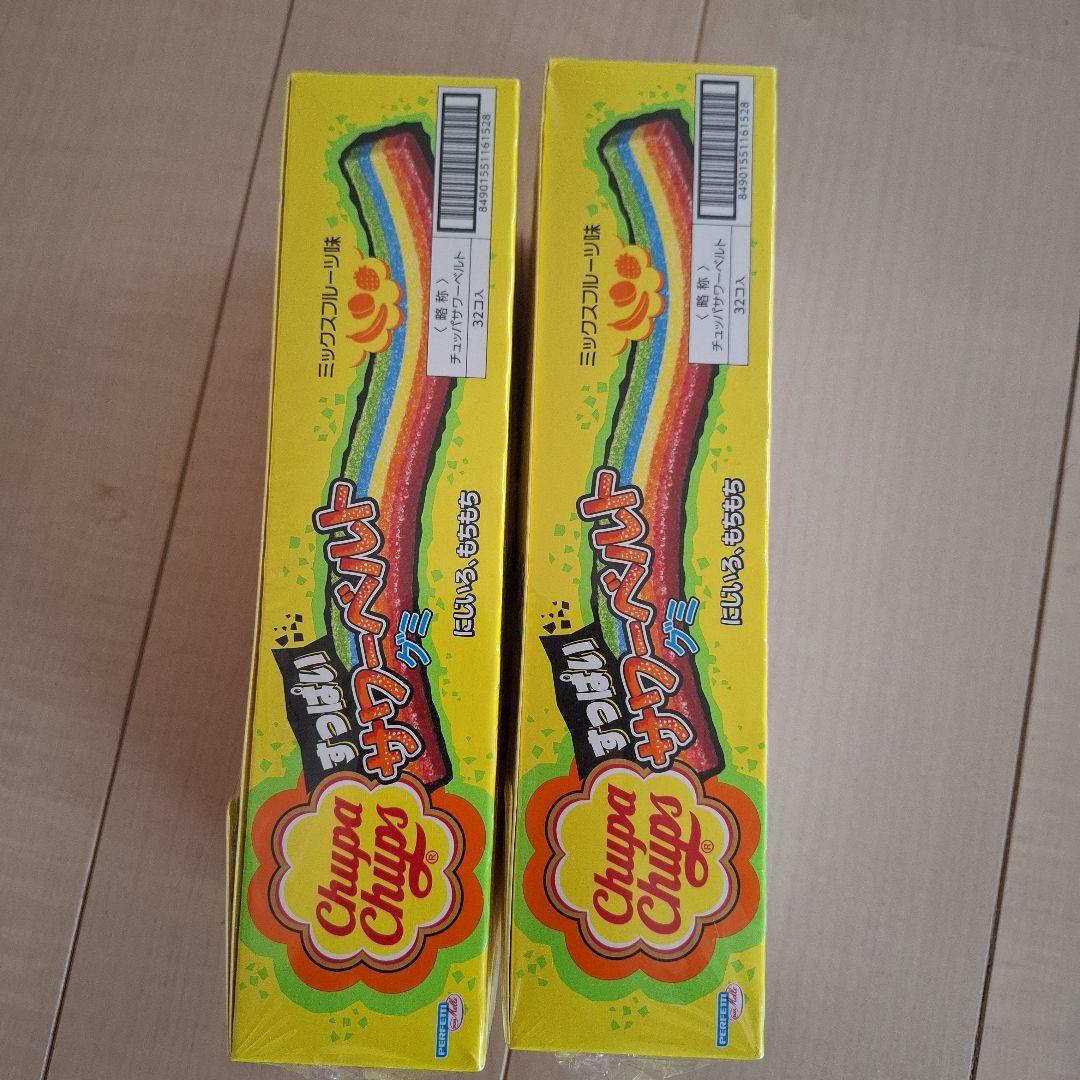 Chupa
Chups®
すっぱい
サワーベルト
グミ
にじいろ、もちもち
ミックスフルーツ味
8490155116152​8
〈 略 称 〉
チュッパサワーベルト
32コ入
PERFETTI
van Melle
Chupa
Chups®
すっぱい
サワーベルト
グミ
にじいろ、もちもち
ミックスフルーツ味
84901551161528
〈 略 称 〉
チュッパサワーベルト
32コ入
PERFETTI
van Melle